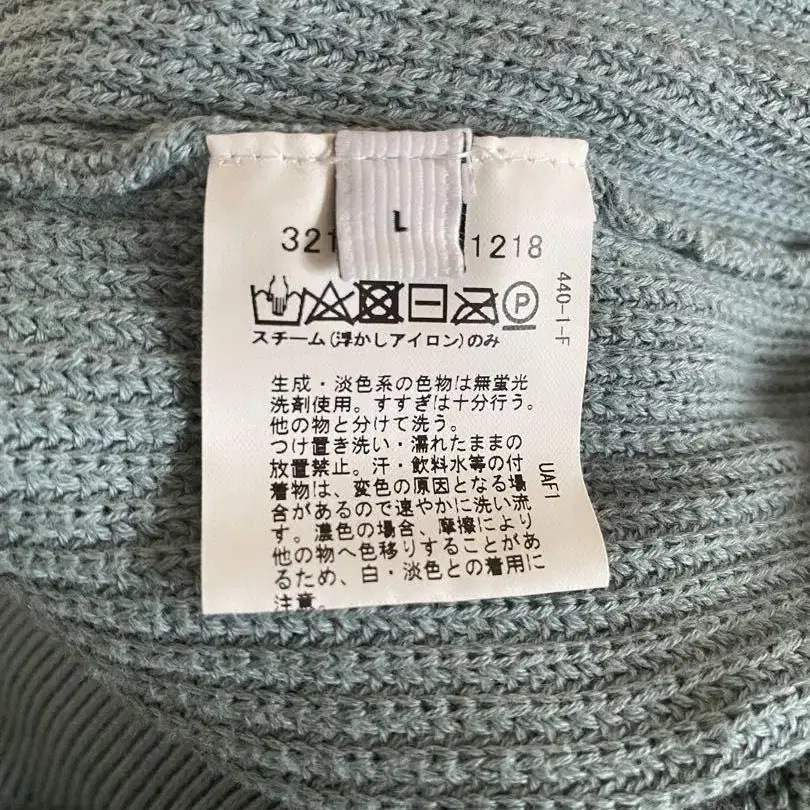 L
321
1218
P
440-1-F
スチーム(浮かしアイロン)のみ
生成・淡色系の色物は無蛍光
洗剤使用。すすぎは十分行う。
他の物と分けて洗う。
つけ置き洗い・濡れたままの
放置禁止。汗・飲料水等の付
着物は、変色の原因となる場
合があるので速やかに洗い流
す。濃色の場合、摩擦により
他の物へ色移りすることがあ
るため、白・淡色との着用に
注意。
UAF1